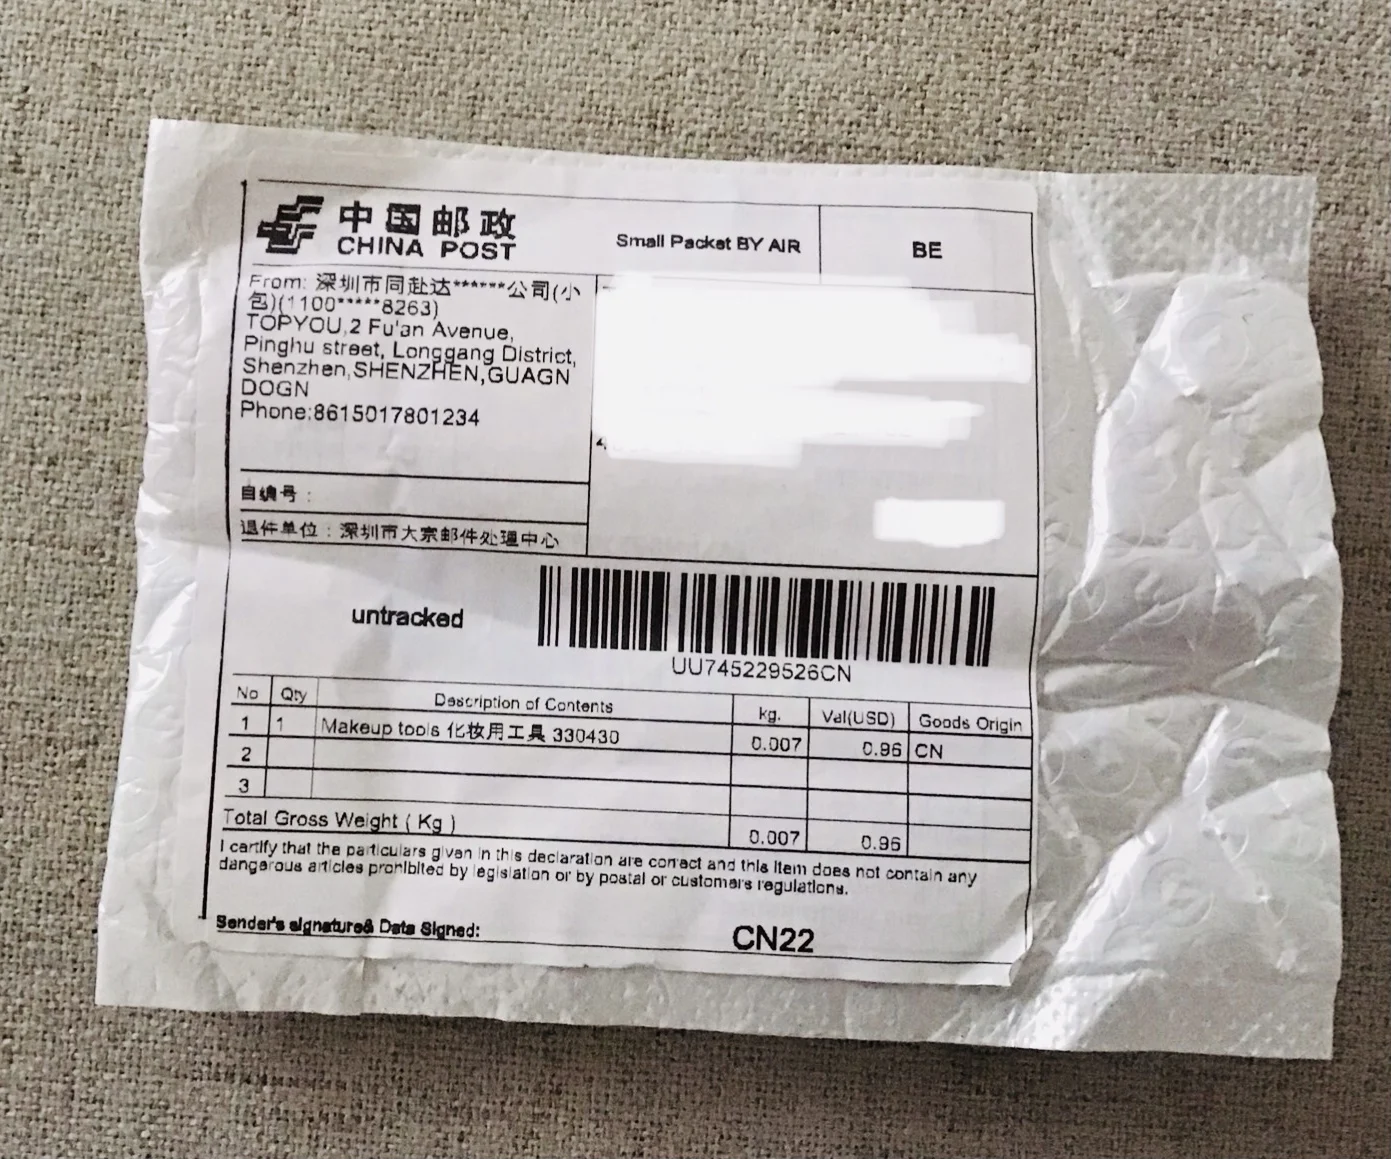 中国邮政
CHINA POST
Small Packet BY AIR
BE
From: 深圳市同赴达******公司(小
包)(1100*****8263)
TOPYOU,2 Fu'an Avenue,
Pinghu street, Longgang District,
Shenzhen,SHENZHEN,GUAGN
DOGN
Phone:8615017801234
自编号:
退件单位:深圳市大宗邮件处理中心
untracked
UU745229526CN
No Qty Description of Contents kg. Val(USD) Goods Origin
1 1 Makeup tools 化妆用工具 330430 0.007 0.96 CN
2
3
Total Gross Weight ( Kg ) 0.007 0.96
I certify that the particulars given in this declaration are correct and this item does not contain any
dangerous articles prohibited by legislation or by postal or customers regulations.
Sender's signature& Data Signed: CN22